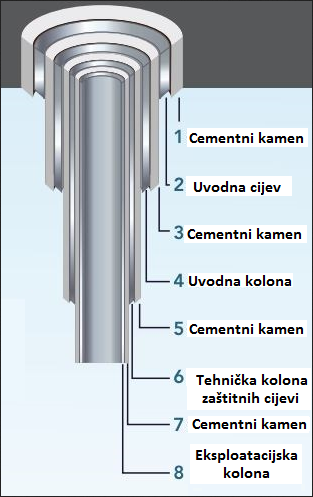 1 Cementni kamen
2 Uvodna cijev
3 Cementni kamen
4 Uvodna kolona
5 Cementni kamen
6 Tehnička kolona
zaštitnih cijevi
7 Cementni kamen
8 Eksploatacijska
kolona